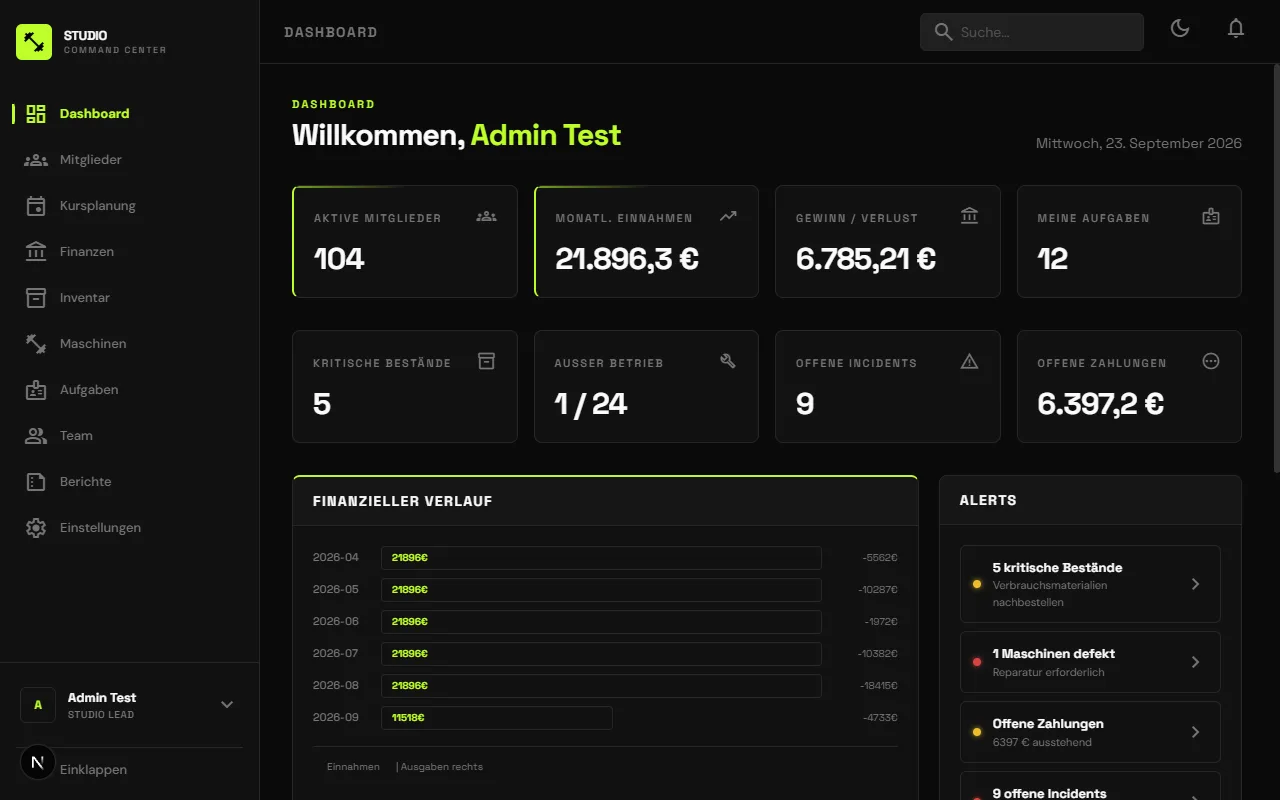 STUDIO
COMMAND CENTER
DASHBOARD
Suche...
Dashboard
Mitglieder
Kursplanung
Finanzen
Inventar
Maschinen
Aufgaben
Team
Berichte
Einstellungen
A
Admin Test
STUDIO LEAD
N
Einklappen
DASHBOARD
Willkommen, Admin Test
Mittwoch, 23. September 2026
AKTIVE MITGLIEDER
104
MONATL. EINNAHMEN
21.896,3 €
GEWINN / VERLUST
6.785,21 €
MEINE AUFGABEN
12
KRITISCHE BESTÄNDE
5
AUSSER BETRIEB
1 / 24
OFFENE INCIDENTS
9
OFFENE ZAHLUNGEN
6.397,2 €
FINANZIELLER VERLAUF
2026-04 21896€ -5562€
2026-05 21896€ -10287€
2026-06 21896€ -1972€
2026-07 21896€ -10382€
2026-08 21896€ -18415€
2026-09 11518€ -4733€
Einnahmen | Ausgaben rechts
ALERTS
5 kritische Bestände
Verbrauchsmaterialien
nachbestellen
1 Maschinen defekt
Reparatur erforderlich
Offene Zahlungen
6397 € ausstehend
9 offene Incidents